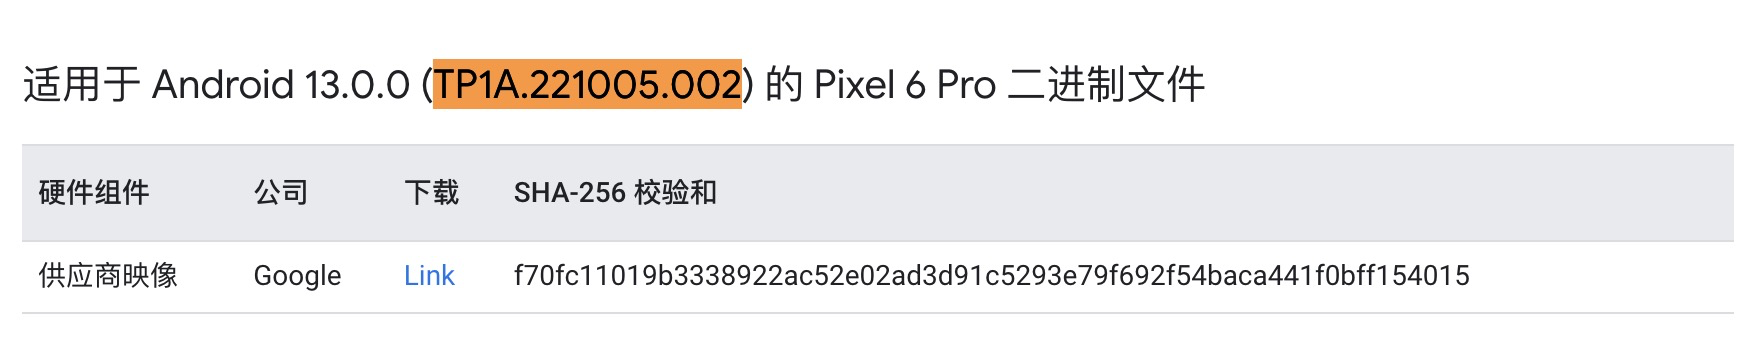 适用于 Android 13.0.0 (TP1A.221005.002) 的 Pixel 6 Pro 二进制文件
硬件组件 公司 下载 SHA-256 校验和
供应商映像 Google Link f70fc11019b3338922ac52e02ad3d91c5293e79f692f54baca441f0bff154015